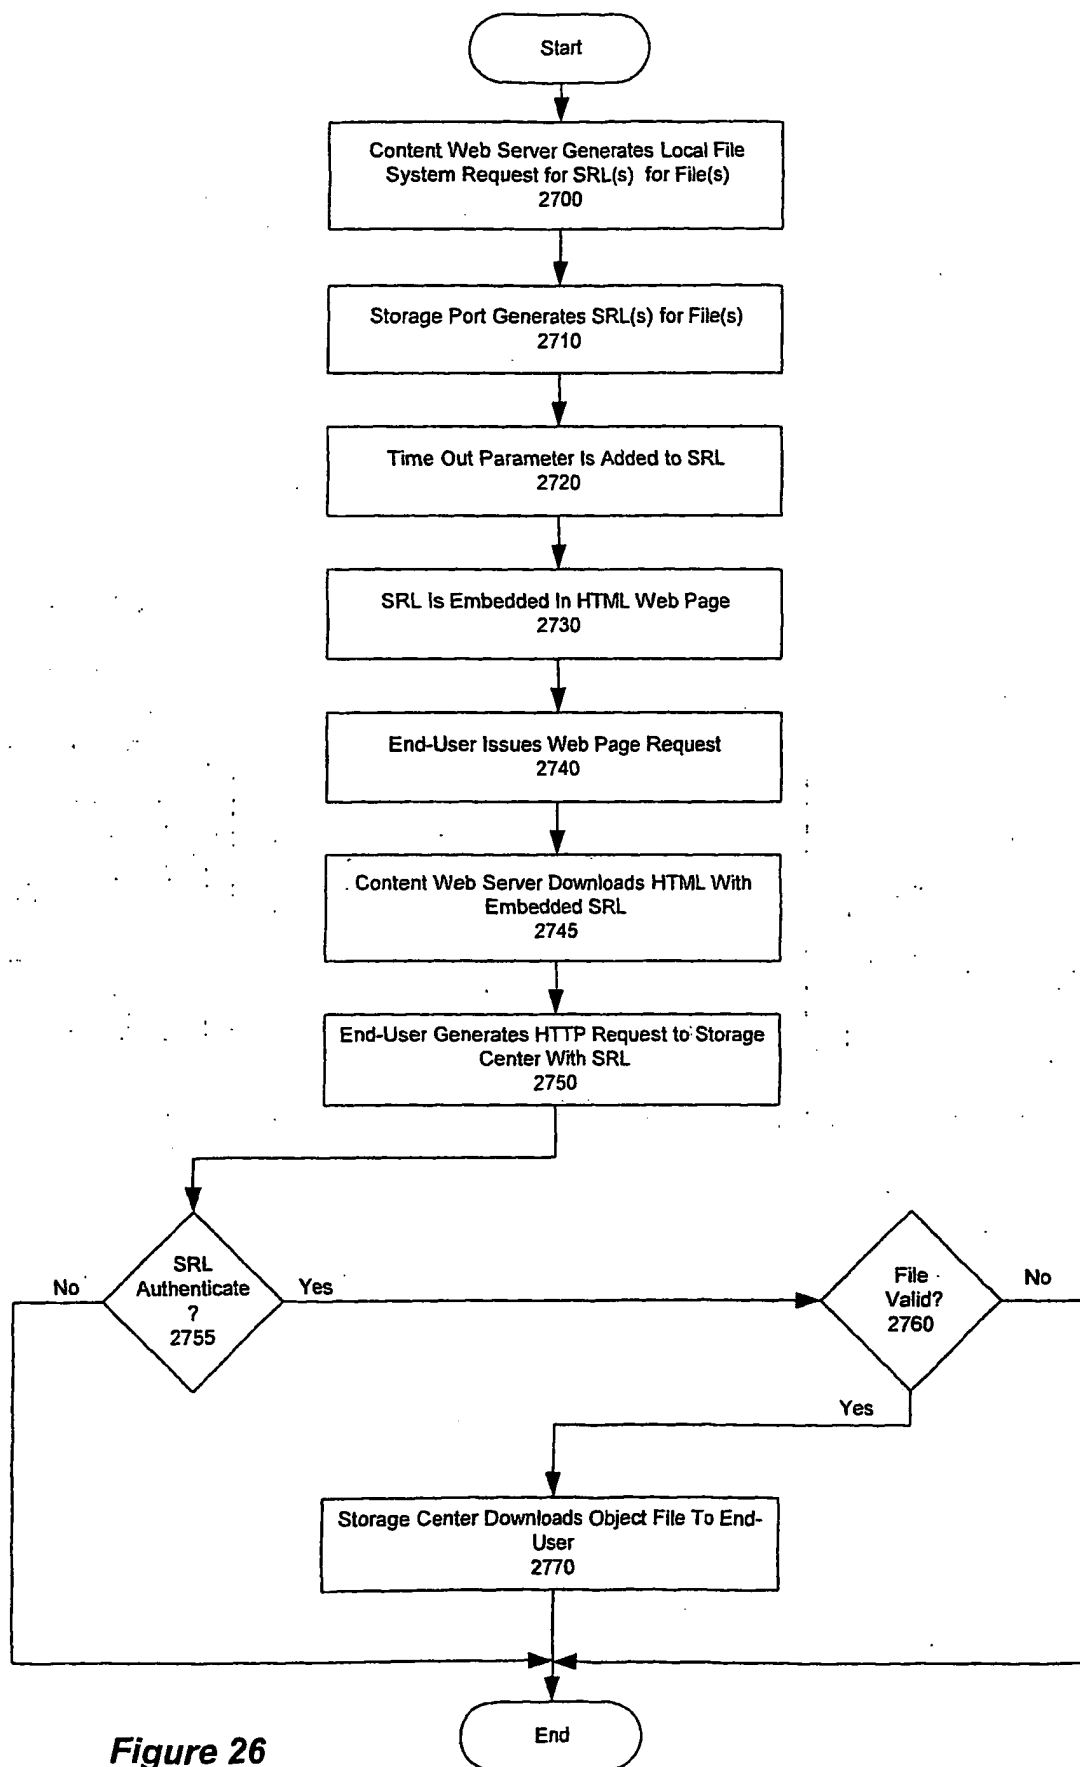 Start
Content Web Server Generates Local File
System Request for SRL(s) for File(s)
2700
Storage Port Generates SRL(s) for File(s)
2710
Time Out Parameter Is Added to SRL
2720
SRL Is Embedded In HTML Web Page
2730
End-User Issues Web Page Request
2740
Content Web Server Downloads HTML With
Embedded SRL
2745
End-User Generates HTTP Request to Storage
Center With SRL
2750
SRL
Authenticate
?
2755
No
Yes
File
Valid?
2760
No
Yes
Storage Center Downloads Object File To End-
User
2770
End
Figure 26